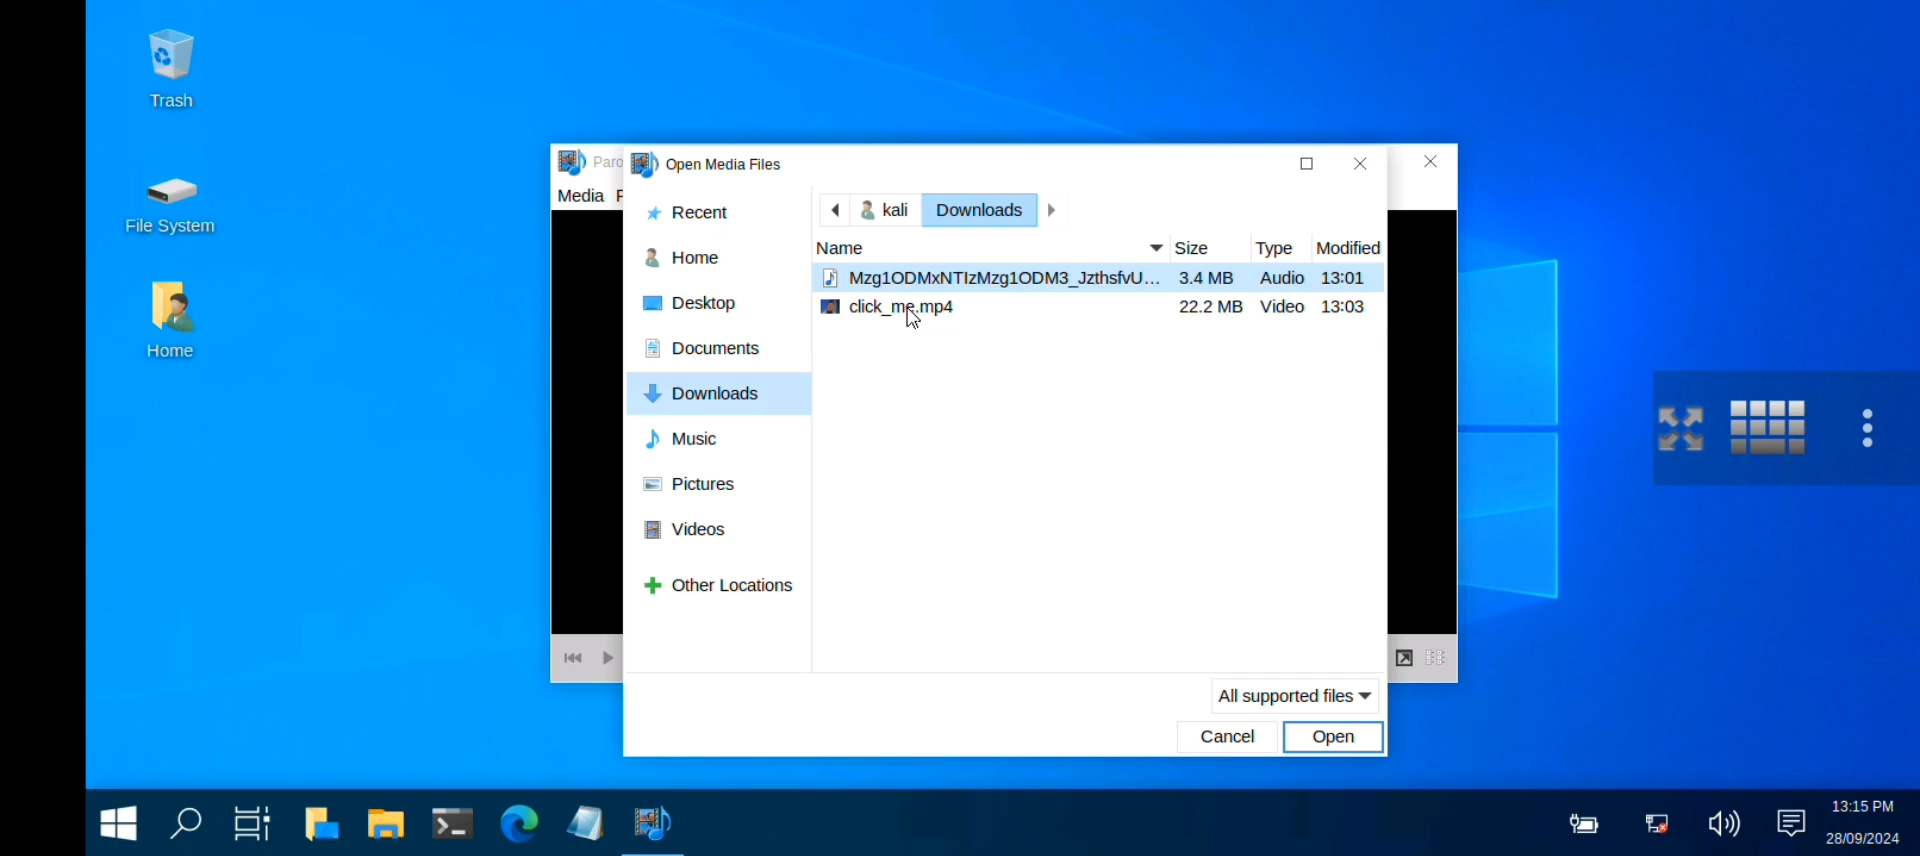 Trash
File System
Home
Paro
Open Media Files
Media
Recent
Home
Desktop
Documents
Downloads
Music
Pictures
Videos
Other Locations
kali
Downloads
Name
Size
Type
Modified
Mzg1ODMxNTIzMzg1ODM3_JzthsfvU...
3.4 MB
Audio
13:01
click_me.mp4
22.2 MB
Video
13:03
All supported files
Cancel
Open
13:15 PM
28/09/2024